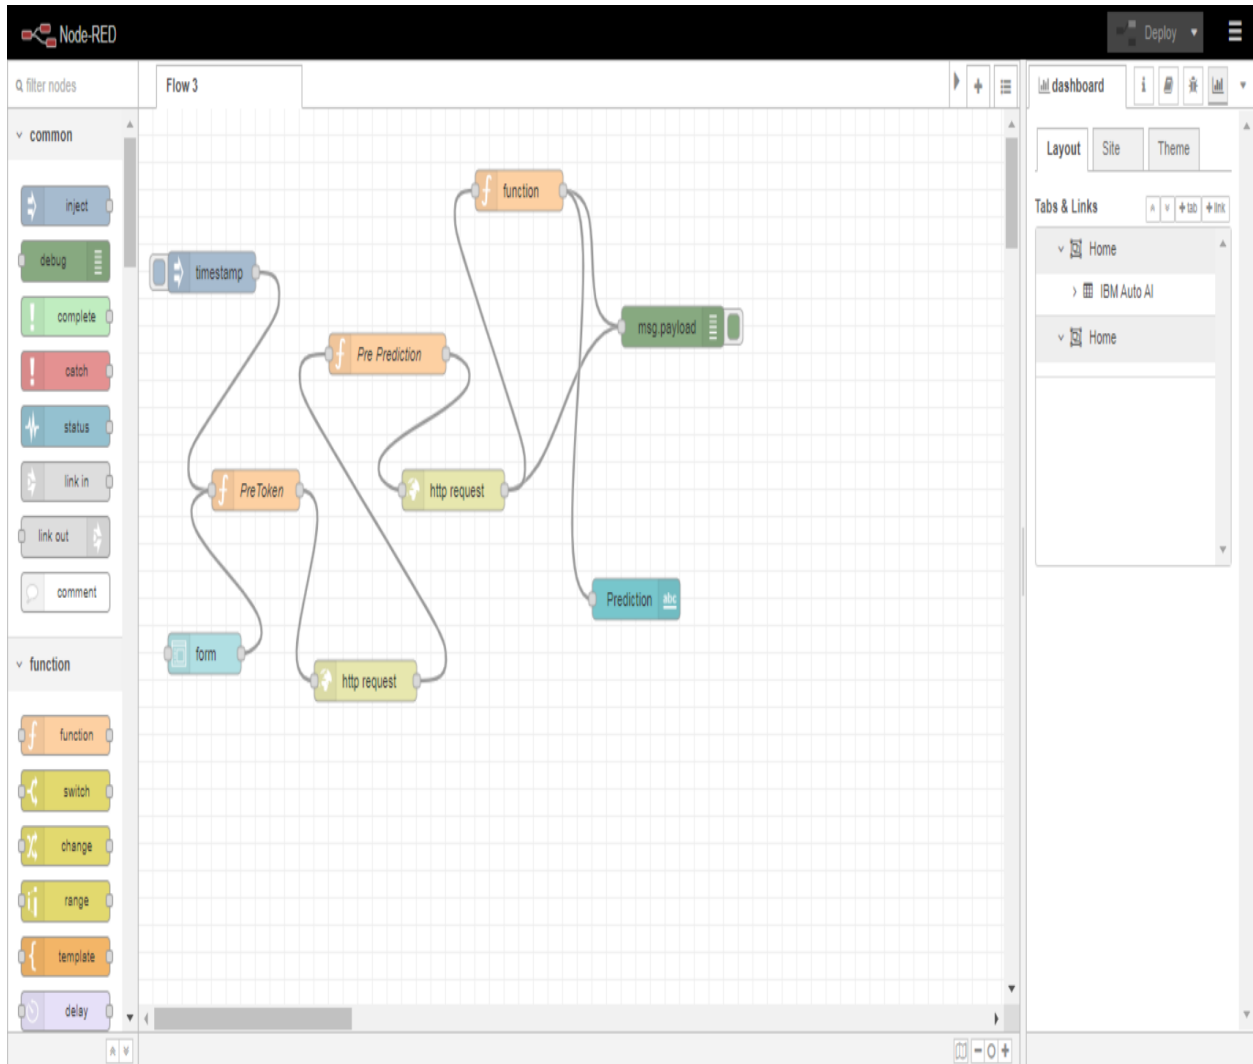 Node-RED
Deploy
filter nodes
Flow 3
dashboard
i
common
inject
debug
complete
catch
status
link in
link out
comment
function
function
switch
change
range
template
delay
timestamp
function
msg.payload
Pre Prediction
PreToken
http request
Prediction
abc
form
http request
Layout
Site
Theme
Tabs & Links
tab
link
Home
IBM Auto AI
Home